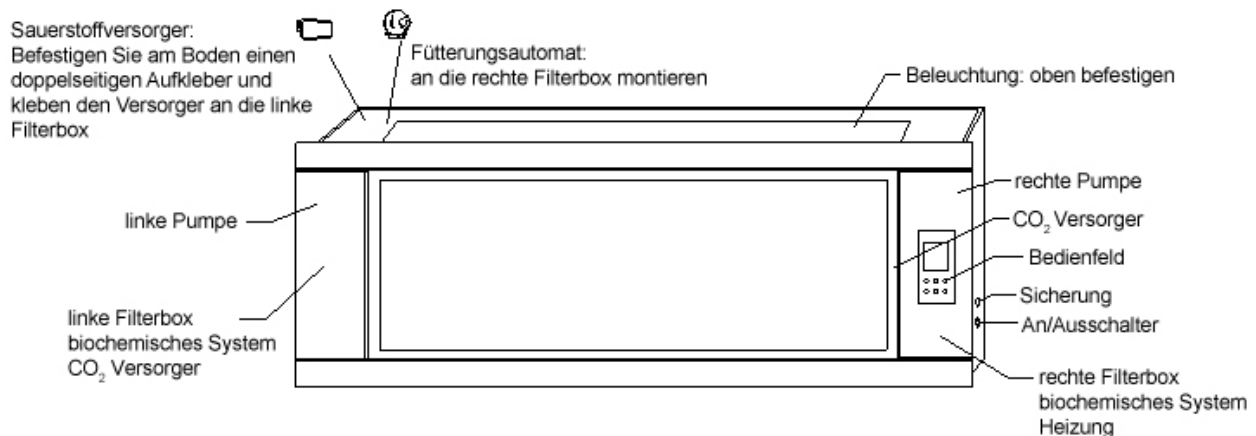 Sauerstoffversorger:
Befestigen Sie am Boden einen
doppelseitigen Aufkleber und
kleben den Versorger an die linke
Filterbox
Fütterungsautomat:
an die rechte Filterbox montieren
Beleuchtung: oben befestigen
linke Pumpe
linke Filterbox
biochemisches System
CO₂ Versorger
rechte Pumpe
CO₂ Versorger
Bedienfeld
Sicherung
An/Ausschalter
rechte Filterbox
biochemisches System
Heizung